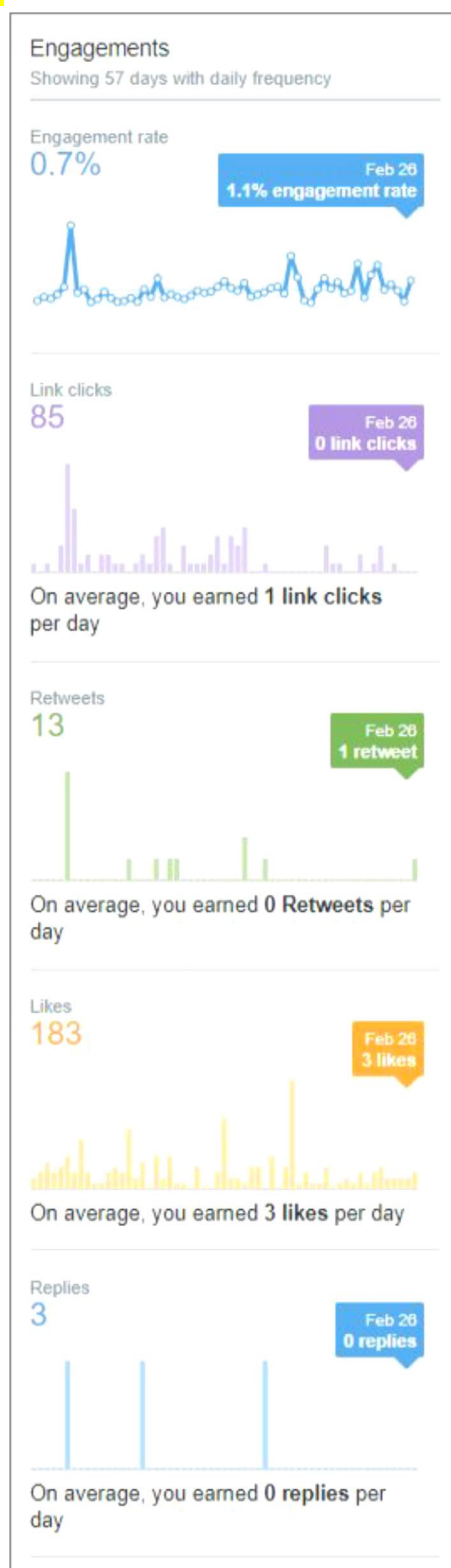 Engagements
Showing 57 days with daily frequency
Engagement rate
0.7%
Feb 26
1.1% engagement rate
Link clicks
85
Feb 26
0 link clicks
On average, you earned 1 link clicks
per day
Retweets
13
Feb 26
1 retweet
On average, you earned 0 Retweets per
day
Likes
183
Feb 26
3 likes
On average, you earned 3 likes per day
Replies
3
Feb 26
0 replies
On average, you earned 0 replies per
day